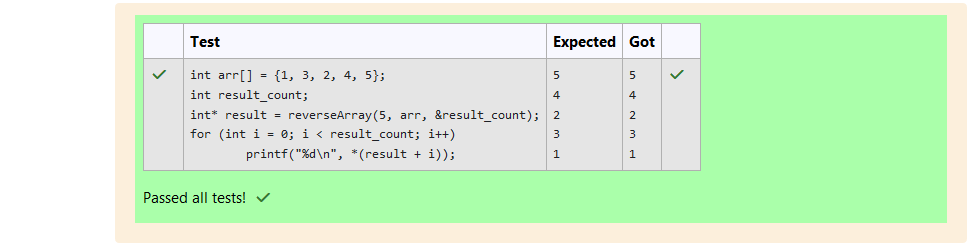 Test Expected Got
int arr[] = {1, 3, 2, 4, 5}; 5 5
int result_count; 4 4
int* result = reverseArray(5, arr, &result_count); 2 2
for (int i = 0; i < result_count; i++) 3 3
printf("%d\n", *(result + i)); 1 1
Passed all tests!